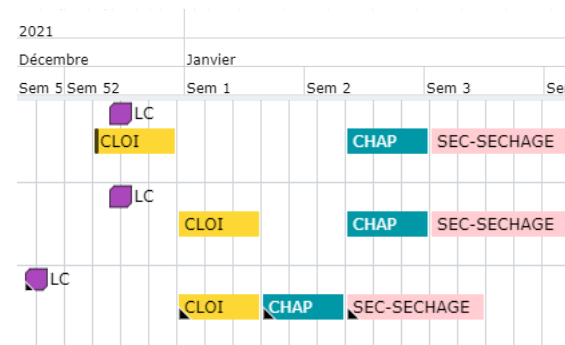 2021
Décembre Janvier
Sem 5 Sem 52 Sem 1 Sem 2 Sem 3 Se
LC
CLOI CHAP SEC-SECHAGE
LC
CLOI CHAP SEC-SECHAGE
LC
CLOI CHAP SEC-SECHAGE